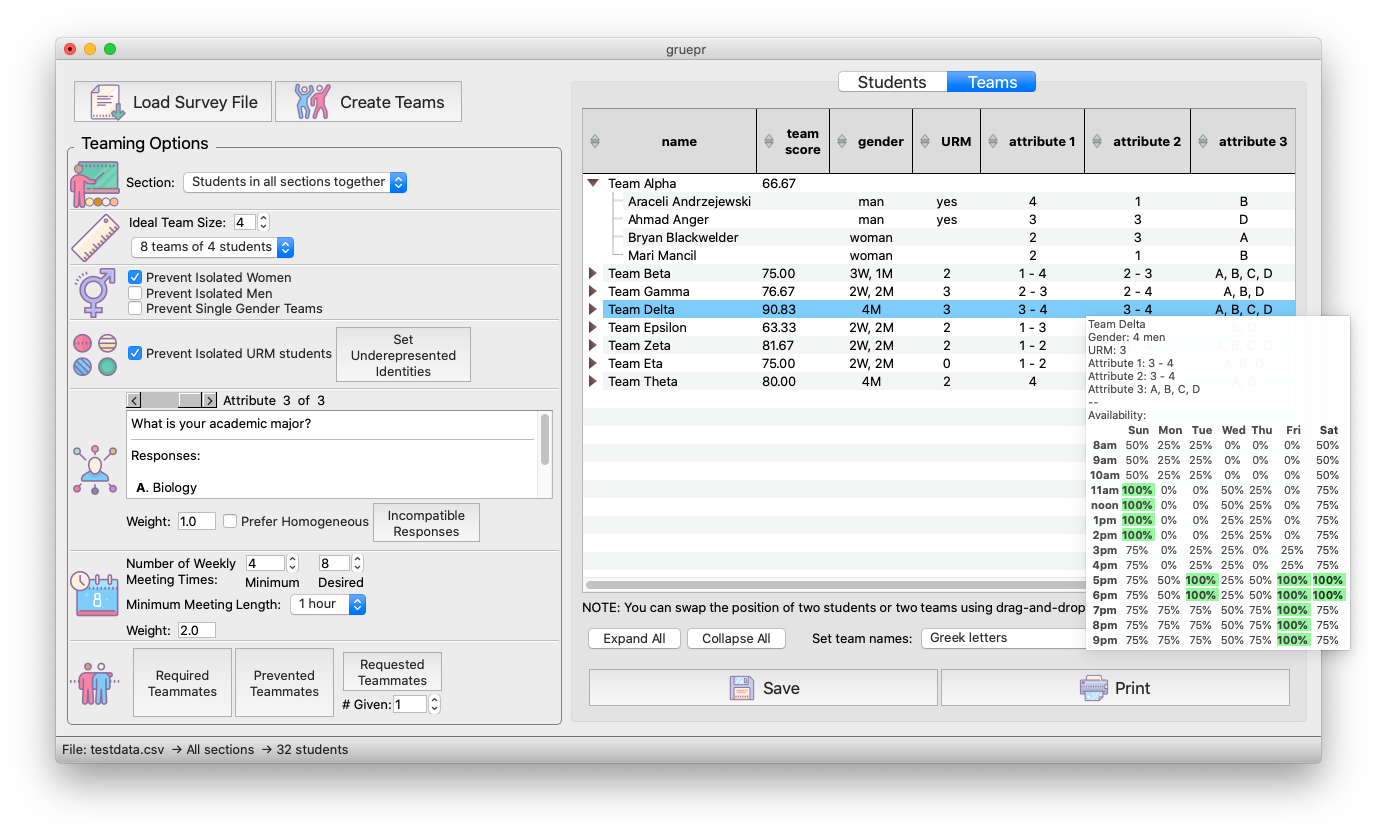 gruepr
Load Survey File
Create Teams
Teaming Options
Section: Students in all sections together
Ideal Team Size: 4
8 teams of 4 students
Prevent Isolated Women
Prevent Isolated Men
Prevent Single Gender Teams
Prevent Isolated URM students
Set Underepresented Identities
< > Attribute 3 of 3
What is your academic major?
Responses:
A. Biology
Weight: 1.0 Prefer Homogeneous
Incompatible Responses
Number of Weekly Meeting Times: 4 Minimum 8 Desired
8
Minimum Meeting Length: 1 hour
Weight: 2.0
Required Teammates
Prevented Teammates
Requested Teammates
# Given: 1
Students Teams
name team score gender URM attribute 1 attribute 2 attribute 3
Team Alpha 66.67
Araceli Andrzejewski man yes 4 1 B
Ahmad Anger man yes 3 3 D
Bryan Blackwelder woman 2 3 A
Mari Mancil woman 2 1 B
Team Beta 75.00 3W, 1M 2 1 - 4 2 - 3 A, B, C, D
Team Gamma 76.67 2W, 2M 3 2 - 3 2 - 4 A, B, D
Team Delta 90.83 4M 3 3 - 4 3 - 4 A, B, C, D
Team Epsilon 63.33 2W, 2M 2 1 - 3
Team Zeta 81.67 2W, 2M 2 1 - 2
Team Eta 75.00 2W, 2M 0 1 - 2
Team Theta 80.00 4M 2 4
Team Delta
Gender: 4 men
URM: 3
Attribute 1: 3 - 4
Attribute 2: 3 - 4
Attribute 3: A, B, C, D
--
Availability:
Sun Mon Tue Wed Thu Fri Sat
8am 50% 25% 25% 0% 0% 0% 50%
9am 50% 25% 25% 0% 0% 0% 50%
10am 50% 25% 25% 0% 0% 0% 50%
11am 100% 0% 0% 50% 25% 0% 75%
noon 100% 0% 0% 50% 0% 0% 75%
1pm 100% 0% 0% 25% 25% 0% 75%
2pm 100% 0% 0% 25% 25% 0% 75%
3pm 75% 0% 25% 25% 0% 25% 75%
4pm 75% 0% 25% 25% 0% 25% 75%
5pm 75% 50% 100% 25% 50% 100% 100%
6pm 75% 50% 100% 25% 50% 100% 100%
7pm 75% 75% 75% 50% 75% 100% 75%
8pm 75% 75% 75% 50% 75% 100% 75%
9pm 75% 75% 75% 50% 75% 100% 75%
NOTE: You can swap the position of two students or two teams using drag-and-drop
Expand All
Collapse All
Set team names: Greek letters
Save
Print
File: testdata.csv → All sections → 32 students